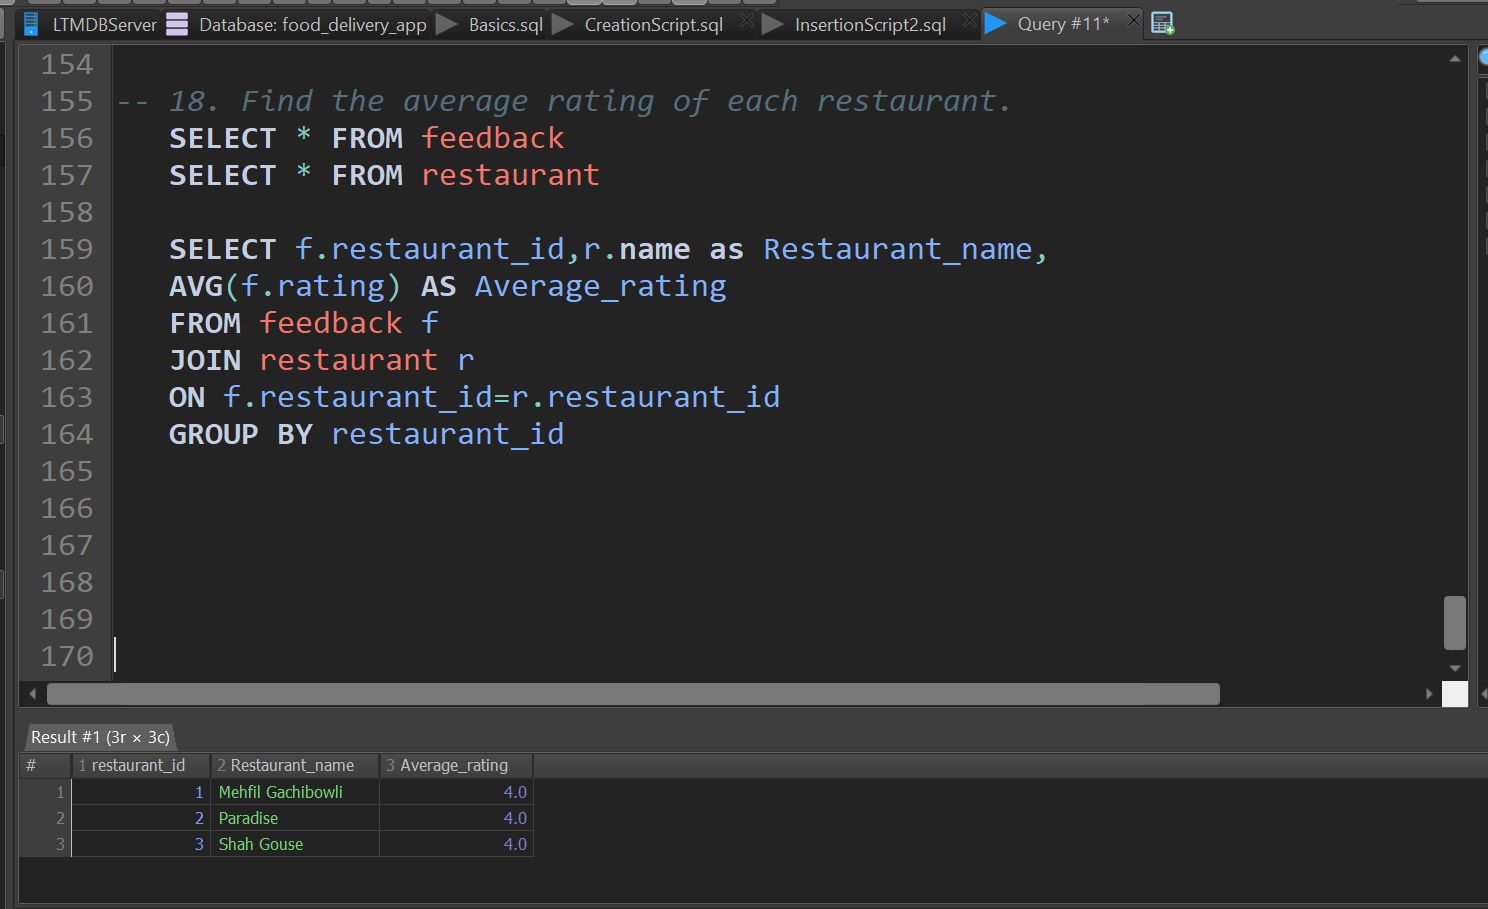 LTMDBServer Database: food_delivery_app Basics.sql CreationScript.sql InsertionScript2.sql Query #11*
154
155 -- 18. Find the average rating of each restaurant.
156 SELECT * FROM feedback
157 SELECT * FROM restaurant
158
159 SELECT f.restaurant_id,r.name as Restaurant_name,
160 AVG(f.rating) AS Average_rating
161 FROM feedback f
162 JOIN restaurant r
163 ON f.restaurant_id=r.restaurant_id
164 GROUP BY restaurant_id
165
166
167
168
169
170
Result #1 (3r × 3c)
# 1 restaurant_id 2 Restaurant_name 3 Average_rating
1 1 Mehfil Gachibowli 4.0
2 2 Paradise 4.0
3 3 Shah Gouse 4.0